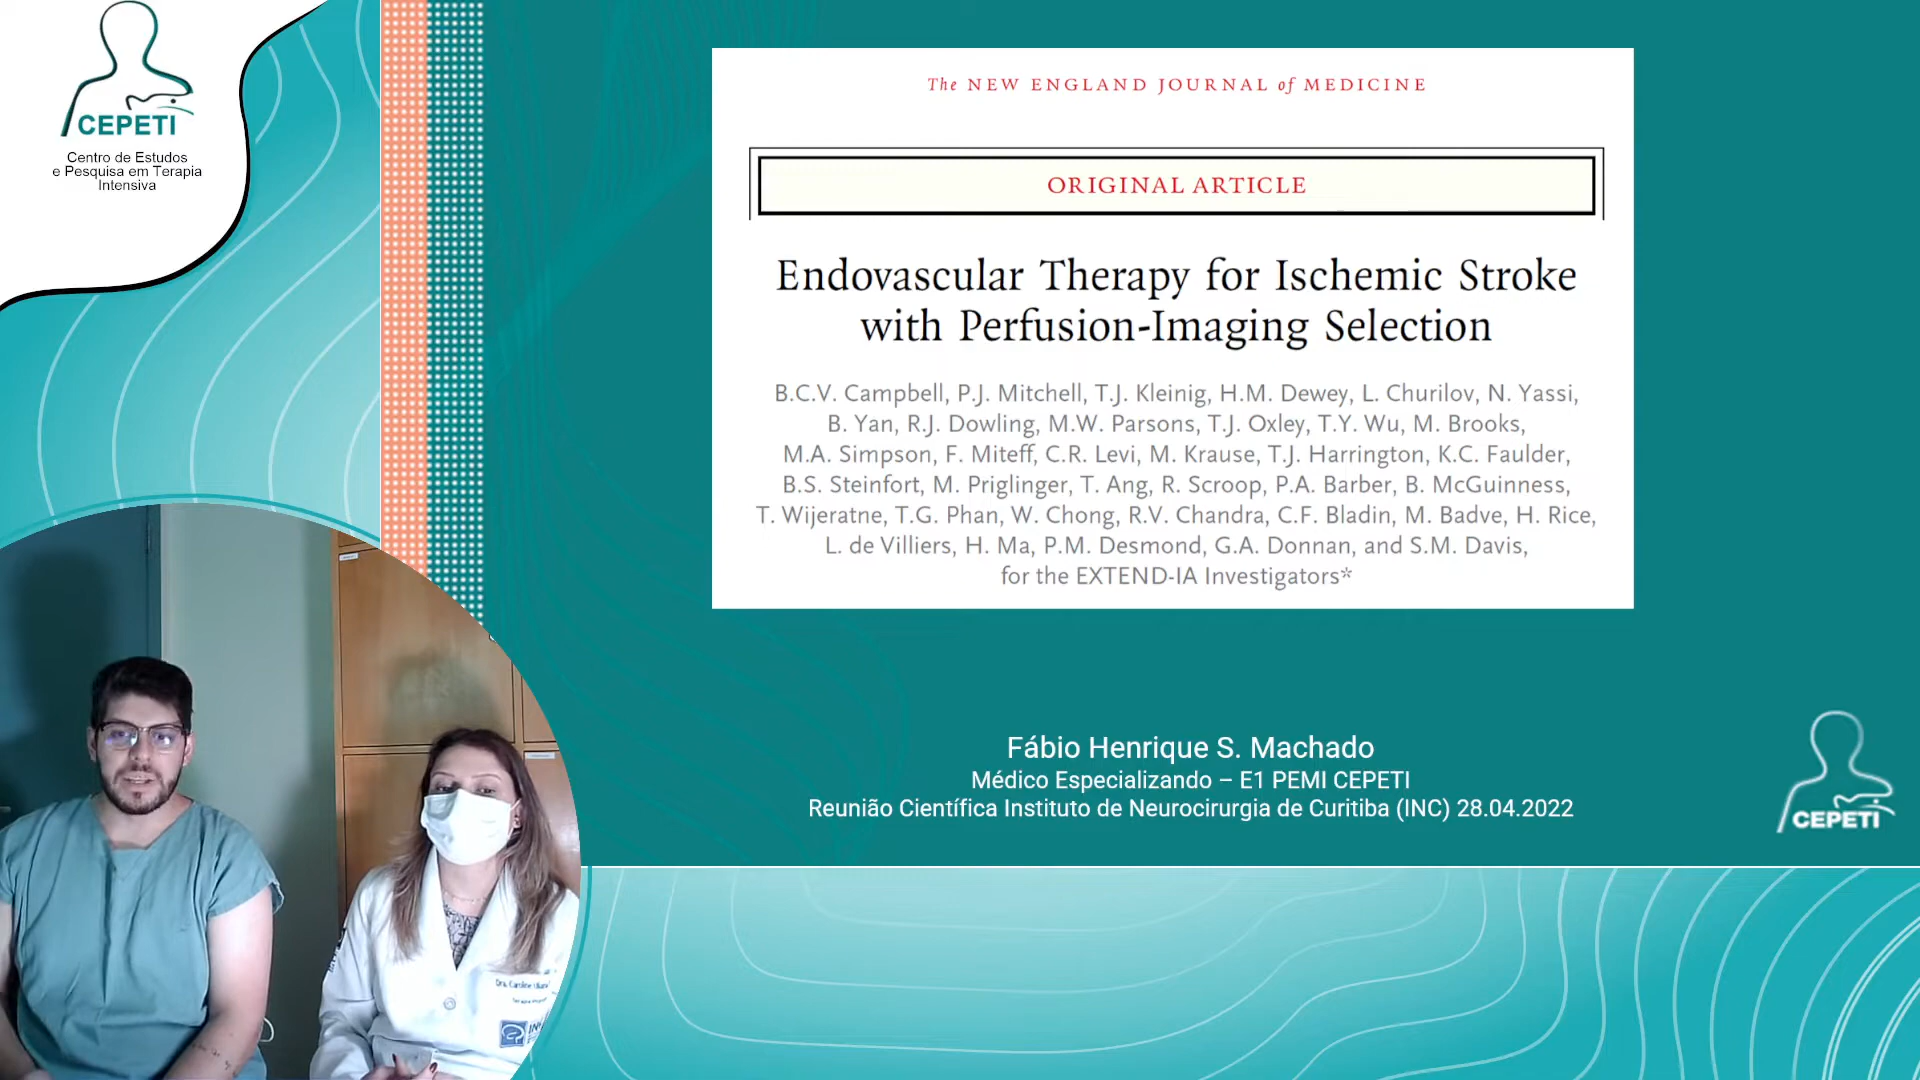 CEPETI
Centro de Estudos
e Pesquisa em Terapia
Intensiva
The NEW ENGLAND JOURNAL of MEDICINE
ORIGINAL ARTICLE
Endovascular Therapy for Ischemic Stroke
with Perfusion-Imaging Selection
B.C.V. Campbell, P.J. Mitchell, T.J. Kleinig, H.M. Dewey, L. Churilov, N. Yassi,
B. Yan, R.J. Dowling, M.W. Parsons, T.J. Oxley, T.Y. Wu, M. Brooks,
M.A. Simpson, F. Miteff, C.R. Levi, M. Krause, T.J. Harrington, K.C. Faulder,
B.S. Steinfort, M. Priglinger, T. Ang, R. Scroop, P.A. Barber, B. McGuinness,
T. Wijeratne, T.G. Phan, W. Chong, R.V. Chandra, C.F. Bladin, M. Badve, H. Rice,
L. de Villiers, H. Ma, P.M. Desmond, G.A. Donnan, and S.M. Davis,
for the EXTEND-IA Investigators*
Fábio Henrique S. Machado
Médico Especializando – E1 PEMI CEPETI
Reunião Científica Instituto de Neurocirurgia de Curitiba (INC) 28.04.2022
CEPETI
Dra. Caroline